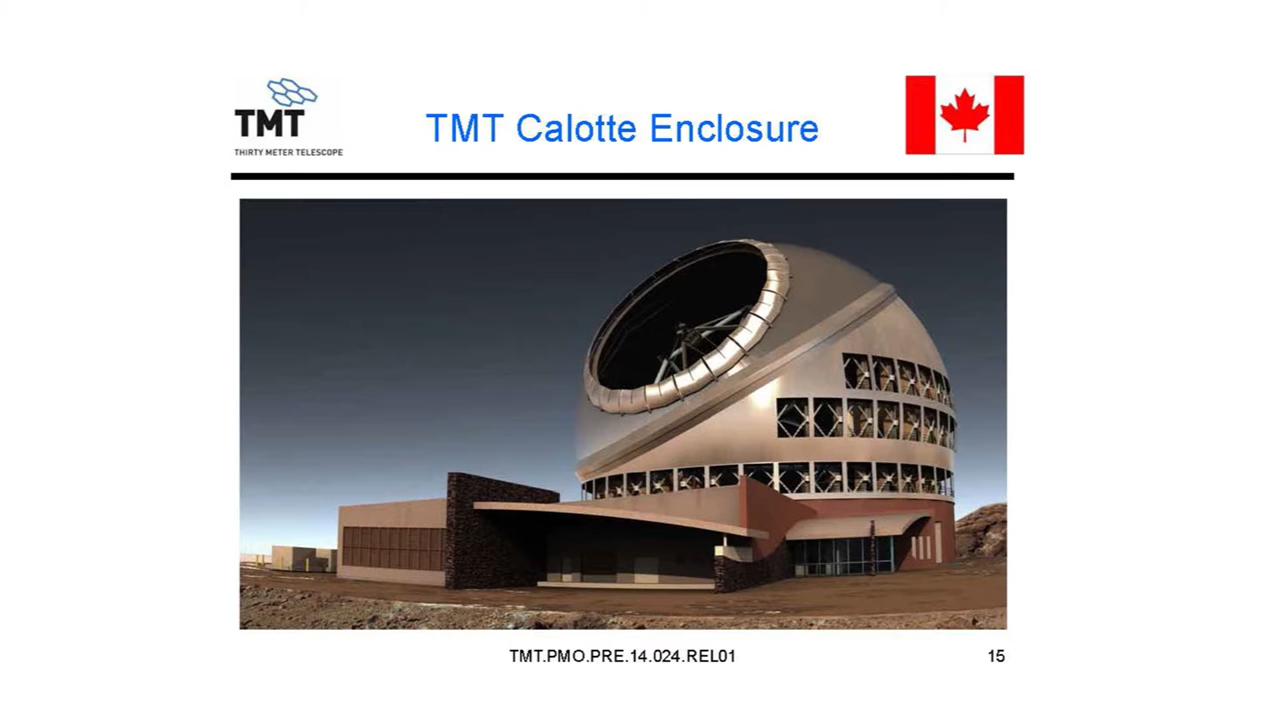 TMT
THIRTY METER TELESCOPE
TMT Calotte Enclosure
TMT.PMO.PRE.14.024.REL01
15